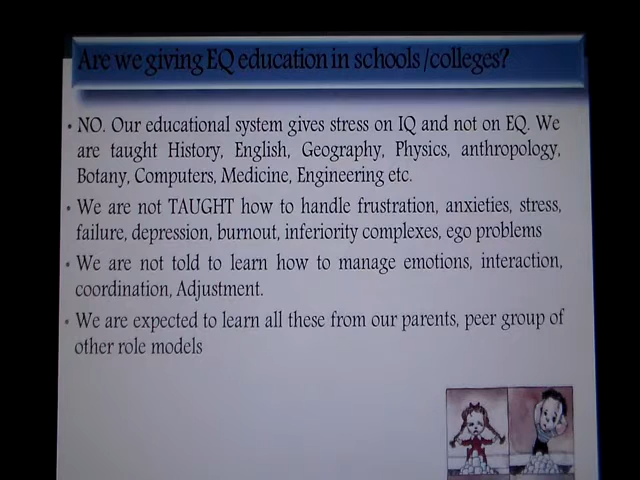 Are we giving EQ education in schools /colleges?
• NO. Our educational system gives stress on IQ and not on EQ. We
are taught History, English, Geography, Physics, anthropology,
Botany, Computers, Medicine, Engineering etc.
• We are not TAUGHT how to handle frustration, anxieties, stress,
failure, depression, burnout, inferiority complexes, ego problems
• We are not told to learn how to manage emotions, interaction,
coordination, Adjustment.
• We are expected to learn all these from our parents, peer group of
other role models